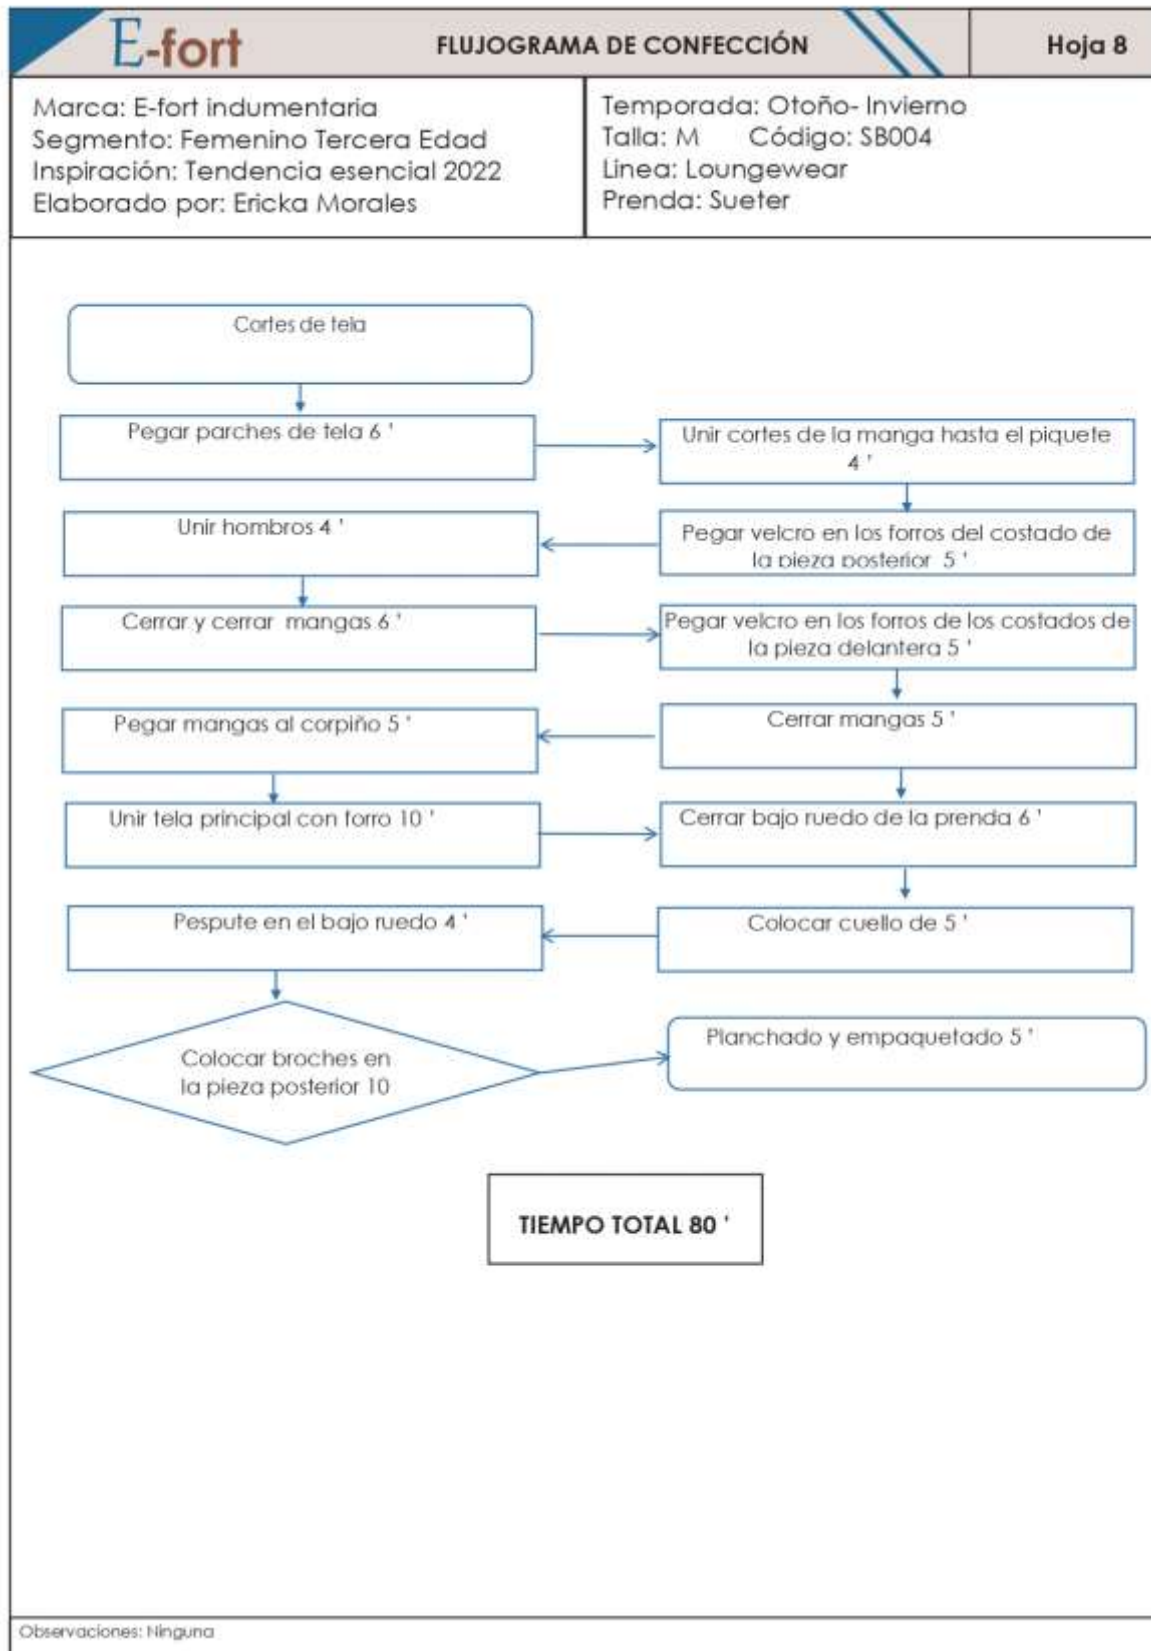 E-fort
FLUJOGRAMA DE CONFECCIÓN
Hoja 8
Marca: E-fort indumentaria
Segmento: Femenino Tercera Edad
Inspiración: Tendencia esencial 2022
Elaborado por: Ericka Morales
Temporada: Otoño- Invierno
Talla: M Código: SB004
Linea: Loungewear
Prenda: Sueter
Cortes de tela
Pegar parches de tela 6 '
Unir cortes de la manga hasta el piquete
4 '
Unir hombros 4 '
Pegar velcro en los forros del costado de
la pieza posterior 5 '
Cerrar y cerrar mangas 6 '
Pegar velcro en los forros de los costados de
la pieza delantera 5 '
Pegar mangas al corpiño 5 '
Cerrar mangas 5 '
Unir tela principal con forro 10 '
Cerrar bajo ruedo de la prenda 6 '
Pespute en el bajo ruedo 4 '
Colocar cuello de 5 '
Colocar broches en
la pieza posterior 10
Planchado y empaquetado 5 '
TIEMPO TOTAL 80 '
Observaciones: Ninguna